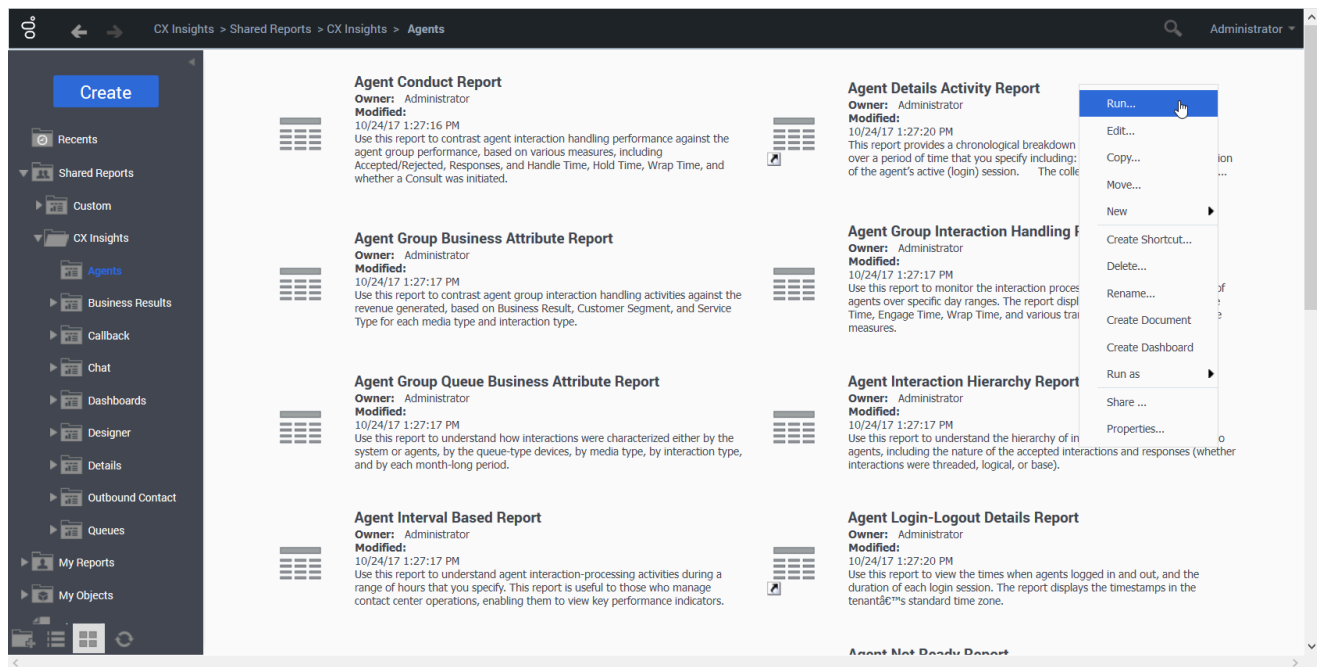 CX Insights > Shared Reports > CX Insights > Agents
Administrator
Create
Recents
Shared Reports
Custom
CX Insights
Agents
Business Results
Callback
Chat
Dashboards
Designer
Details
Outbound Contact
Queues
My Reports
My Objects
Agent Conduct Report
Owner: Administrator
Modified:
10/24/17 1:27:16 PM
Use this report to contrast agent interaction handling performance against the
agent group performance, based on various measures, including
Accepted/Rejected, Responses, and Handle Time, Hold Time, Wrap Time, and
whether a Consult was initiated.
Agent Details Activity Report
Owner: Administrator
Modified:
10/24/17 1:27:20 PM
This report provides a chronological breakdown
over a period of time that you specify including: ion
of the agent's active (login) session. The colle ...
Run...
Edit...
Copy...
Move...
New
Create Shortcut...
Delete...
Rename...
Create Document
Create Dashboard
Run as
Share ...
Properties...
Agent Group Business Attribute Report
Owner: Administrator
Modified:
10/24/17 1:27:17 PM
Use this report to contrast agent group interaction handling activities against the
revenue generated, based on Business Result, Customer Segment, and Service
Type for each media type and interaction type.
Agent Group Interaction Handling
Owner: Administrator
Modified:
10/24/17 1:27:17 PM
Use this report to monitor the interaction proces of
agents over specific day ranges. The report displ
Time, Engage Time, Wrap Time, and various tra e
measures.
Agent Group Queue Business Attribute Report
Owner: Administrator
Modified:
10/24/17 1:27:17 PM
Use this report to understand how interactions were characterized either by the
system or agents, by the queue-type devices, by media type, by interaction type,
and by each month-long period.
Agent Interaction Hierarchy Report
Owner: Administrator
Modified:
10/24/17 1:27:17 PM
Use this report to understand the hierarchy of in o
agents, including the nature of the accepted interactions and responses (whether
interactions were threaded, logical, or base).
Agent Interval Based Report
Owner: Administrator
Modified:
10/24/17 1:27:17 PM
Use this report to understand agent interaction-processing activities during a
range of hours that you specify. This report is useful to those who manage
contact center operations, enabling them to view key performance indicators.
Agent Login-Logout Details Report
Owner: Administrator
Modified:
10/24/17 1:27:20 PM
Use this report to view the times when agents logged in and out, and the
duration of each login session. The report displays the timestamps in the
tenantâ€™s standard time zone.
Agent Not Ready Report